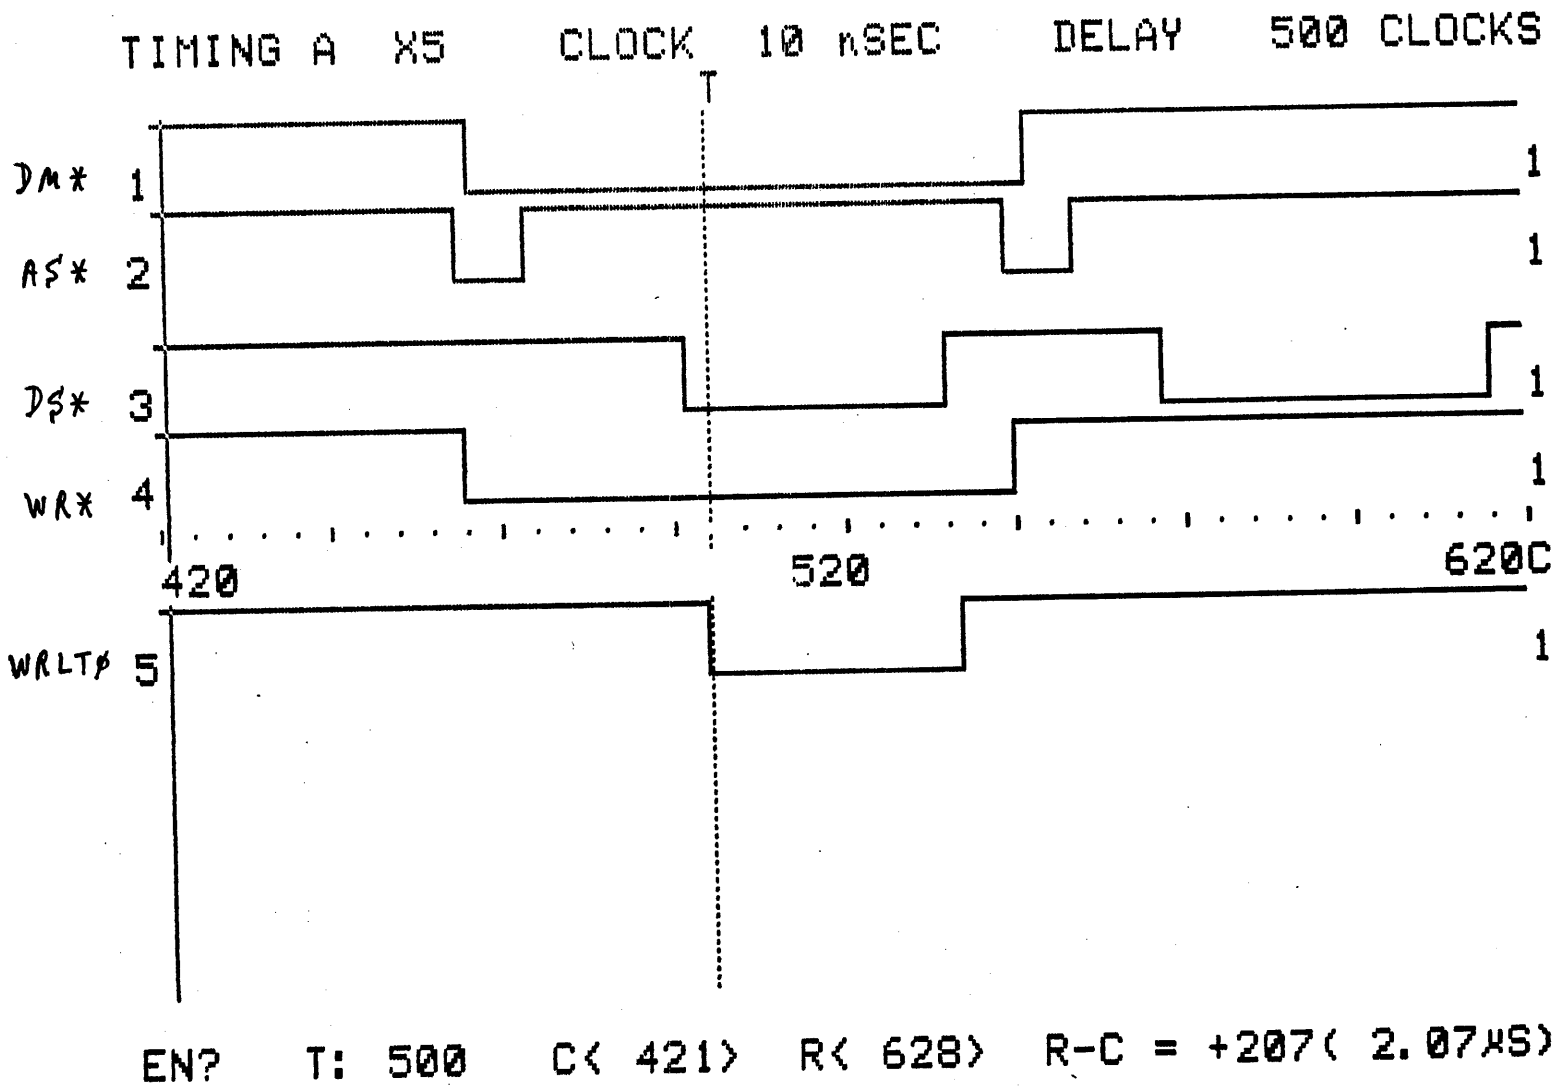 TIMING A X5 CLOCK 10 nSEC DELAY 500 CLOCKS
T
DM* 1 1
AS* 2 1
DS* 3 1
WR* 4 1
420 520 620C
WRLTØ 5 1
EN? T: 500 C< 421> R< 628> R-C = +207( 2.07µS)